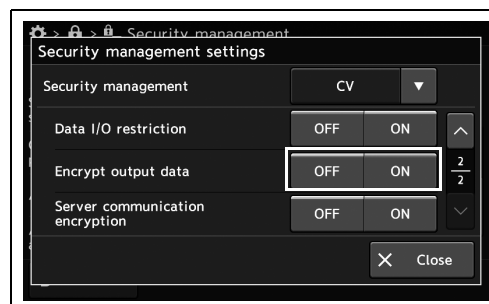 > > Security management
Security management settings
Security management CV ▼
Data I/O restriction OFF ON
Encrypt output data OFF ON
2
2
Server communication
encryption OFF ON
× Close